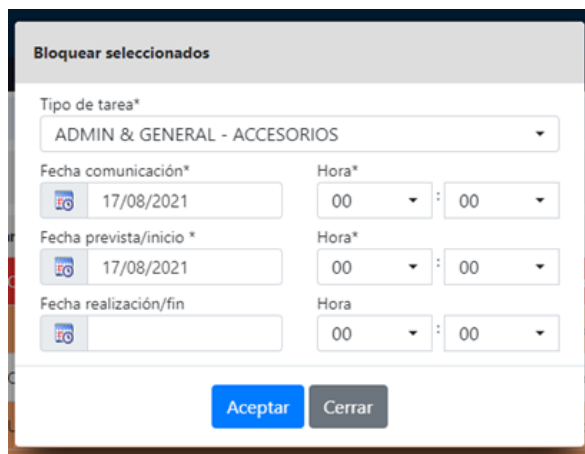 Bloquear seleccionados
Tipo de tarea*
ADMIN & GENERAL - ACCESORIOS
Fecha comunicación* Hora*
17/08/2021 00 : 00
Fecha prevista/inicio * Hora*
17/08/2021 00 : 00
Fecha realización/fin Hora
00 : 00
Aceptar Cerrar